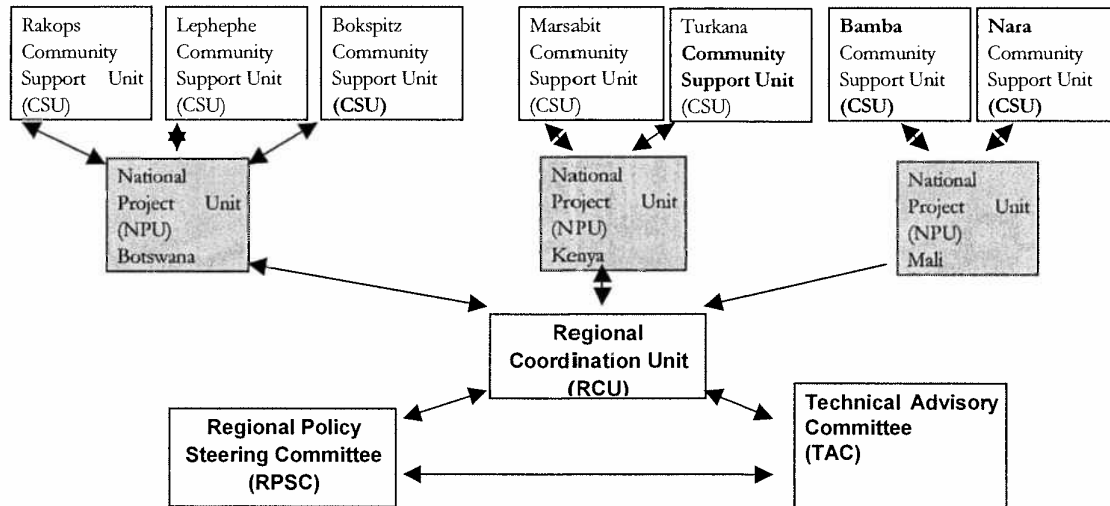 Rakops
Community
Support Unit
(CSU)
Lephephe
Community
Support Unit
(CSU)
Bokspitz
Community
Support Unit
(CSU)
Marsabit
Community
Support Unit
(CSU)
Turkana
Community
Support Unit
(CSU)
Bamba
Community
Support Unit
(CSU)
Nara
Community
Support Unit
(CSU)
National
Project Unit
(NPU)
Botswana
National
Project Unit
(NPU)
Kenya
National
Project Unit
(NPU)
Mali
Regional
Coordination Unit
(RCU)
Regional Policy
Steering Committee
(RPSC)
Technical Advisory
Committee
(TAC)